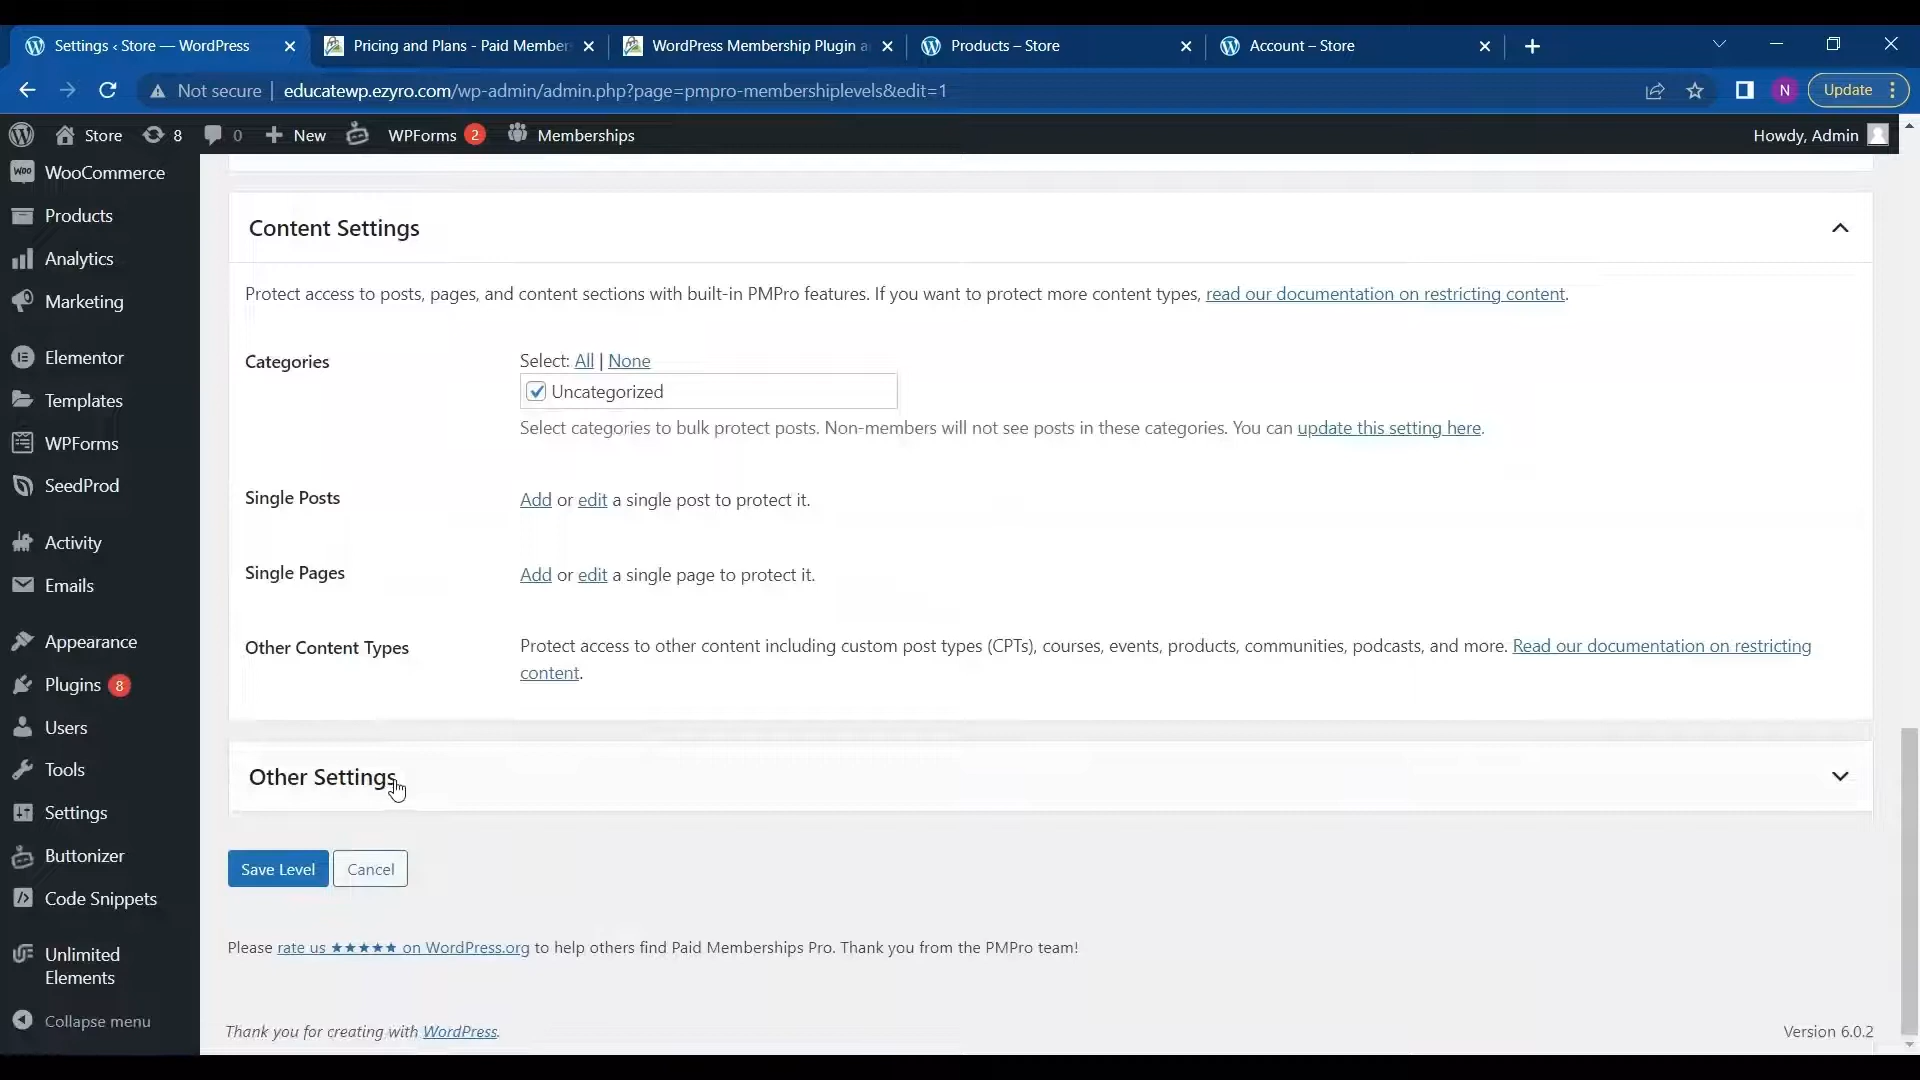 Settings ‹ Store — WordPress
Pricing and Plans - Paid Member
WordPress Membership Plugin a
Products – Store
Account – Store
Not secure
educatewp.ezyro.com/wp-admin/admin.php?page=pmpro-membershiplevels&edit=1
N
Update
Store
8
0
New
WPForms 2
Memberships
Howdy, Admin
WooCommerce
Products
Analytics
Marketing
Elementor
Templates
WPForms
SeedProd
Activity
Emails
Appearance
Plugins 8
Users
Tools
Settings
Buttonizer
Code Snippets
Unlimited
Elements
Collapse menu
Content Settings
Protect access to posts, pages, and content sections with built-in PMPro features. If you want to protect more content types, read our documentation on restricting content.
Categories
Select: All | None
Uncategorized
Select categories to bulk protect posts. Non-members will not see posts in these categories. You can update this setting here.
Single Posts
Add or edit a single post to protect it.
Single Pages
Add or edit a single page to protect it.
Other Content Types
Protect access to other content including custom post types (CPTs), courses, events, products, communities, podcasts, and more. Read our documentation on restricting
content.
Other Settings
Save Level
Cancel
Please rate us ★★★★★ on WordPress.org to help others find Paid Memberships Pro. Thank you from the PMPro team!
Thank you for creating with WordPress.
Version 6.0.2